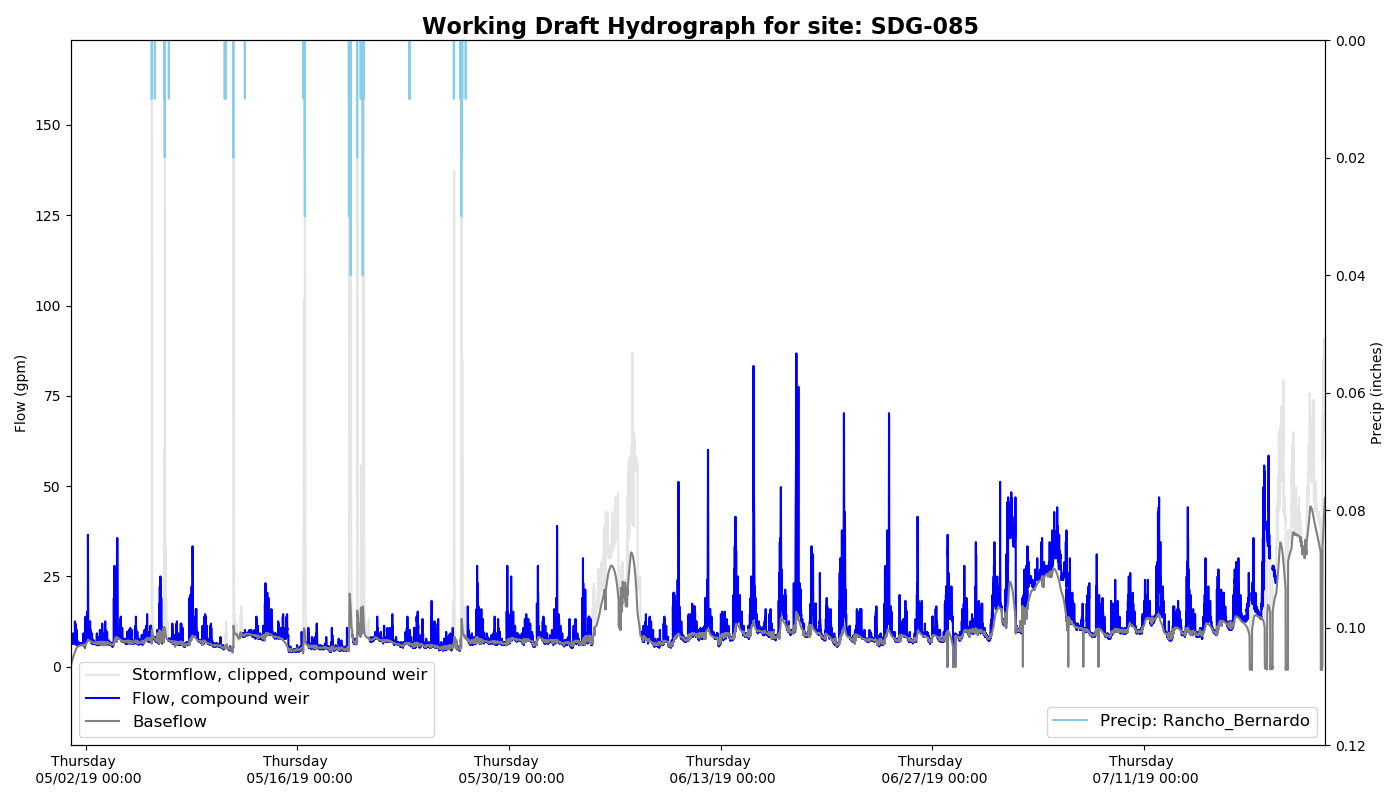 Working Draft Hydrograph for site: SDG-085
Flow (gpm)
150
125
100
75
50
25
0
0.00
0.02
0.04
0.06
0.08
0.10
0.12
Precip (inches)
Stormflow, clipped, compound weir
Flow, compound weir
Baseflow
Precip: Rancho_Bernardo
Thursday
05/02/19 00:00
Thursday
05/16/19 00:00
Thursday
05/30/19 00:00
Thursday
06/13/19 00:00
Thursday
06/27/19 00:00
Thursday
07/11/19 00:00